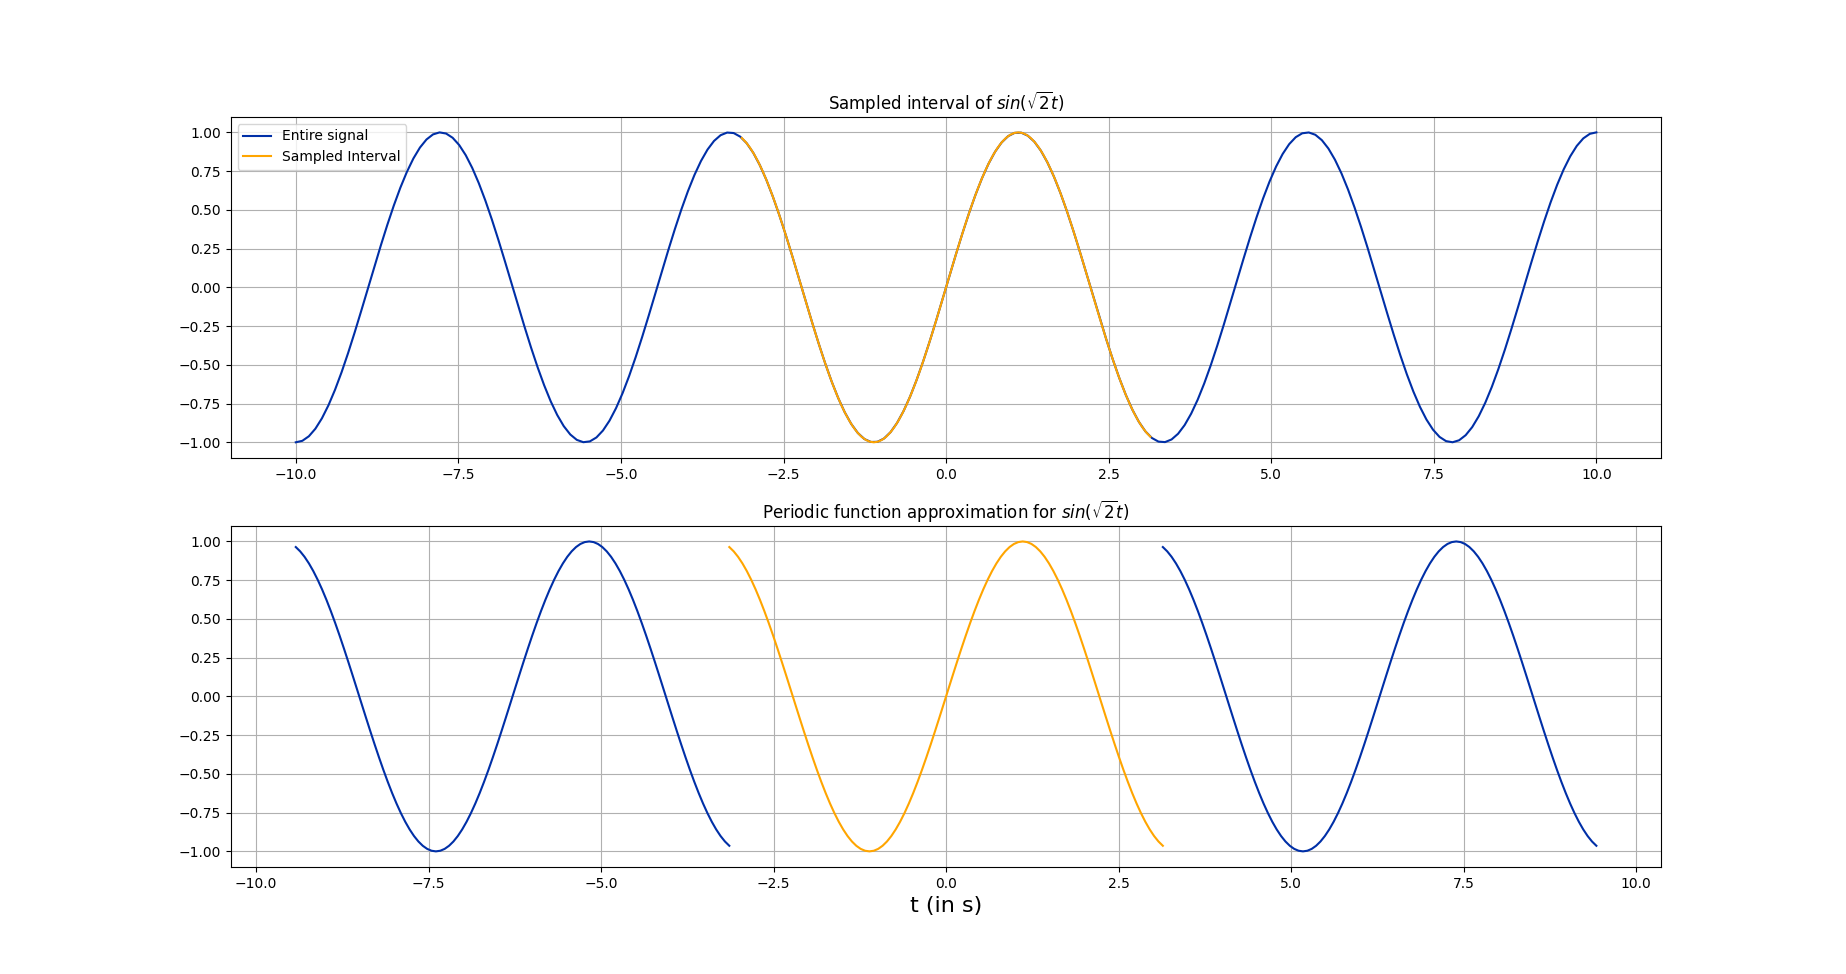 Sampled interval of sin(√2t)
Entire signal
Sampled Interval
1.00
0.75
0.50
0.25
0.00
−0.25
−0.50
−0.75
−1.00
−10.0 −7.5 −5.0 −2.5 0.0 2.5 5.0 7.5 10.0
Periodic function approximation for sin(√2t)
1.00
0.75
0.50
0.25
0.00
−0.25
−0.50
−0.75
−1.00
−10.0 −7.5 −5.0 −2.5 0.0 2.5 5.0 7.5 10.0
t (in s)